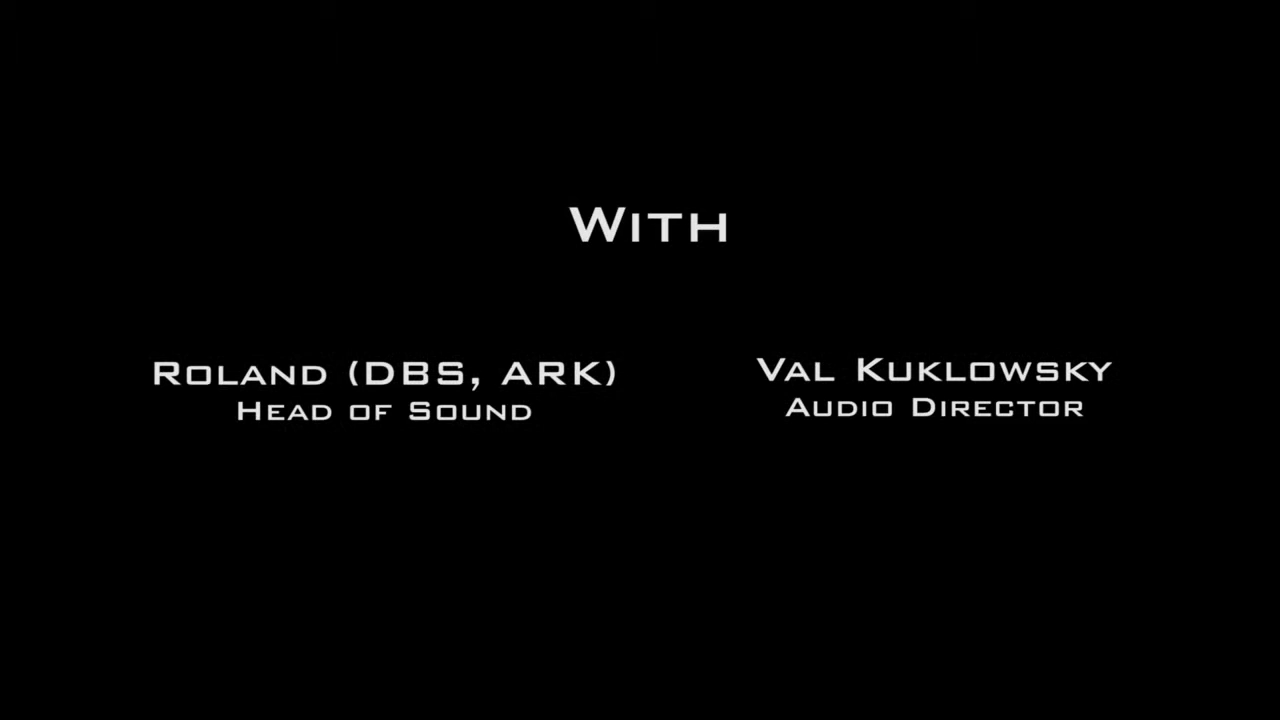 With
Roland (DBS, ARK)
Head of Sound
Val Kuklowsky
Audio Director